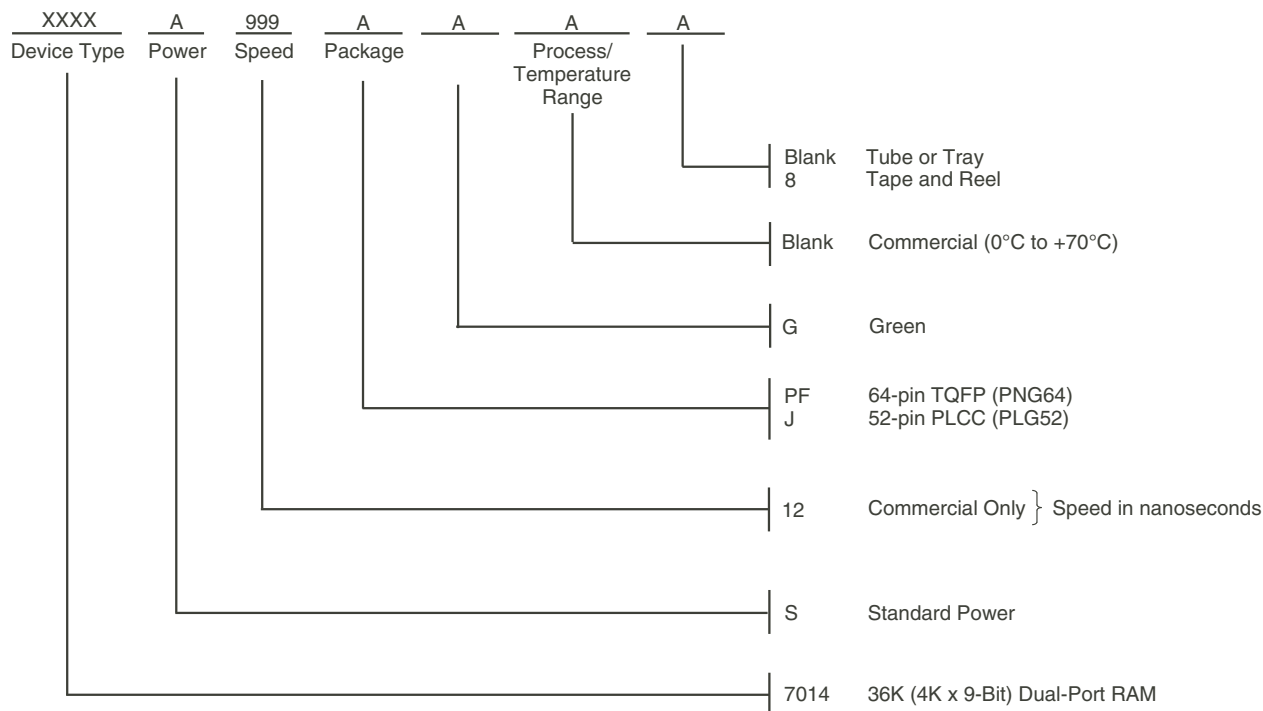 XXXX A 999 A A A A
Device Type Power Speed Package Process/
Temperature
Range
Blank Tube or Tray
8 Tape and Reel
Blank Commercial (0°C to +70°C)
G Green
PF 64-pin TQFP (PNG64)
J 52-pin PLCC (PLG52)
12 Commercial Only } Speed in nanoseconds
S Standard Power
7014 36K (4K x 9-Bit) Dual-Port RAM